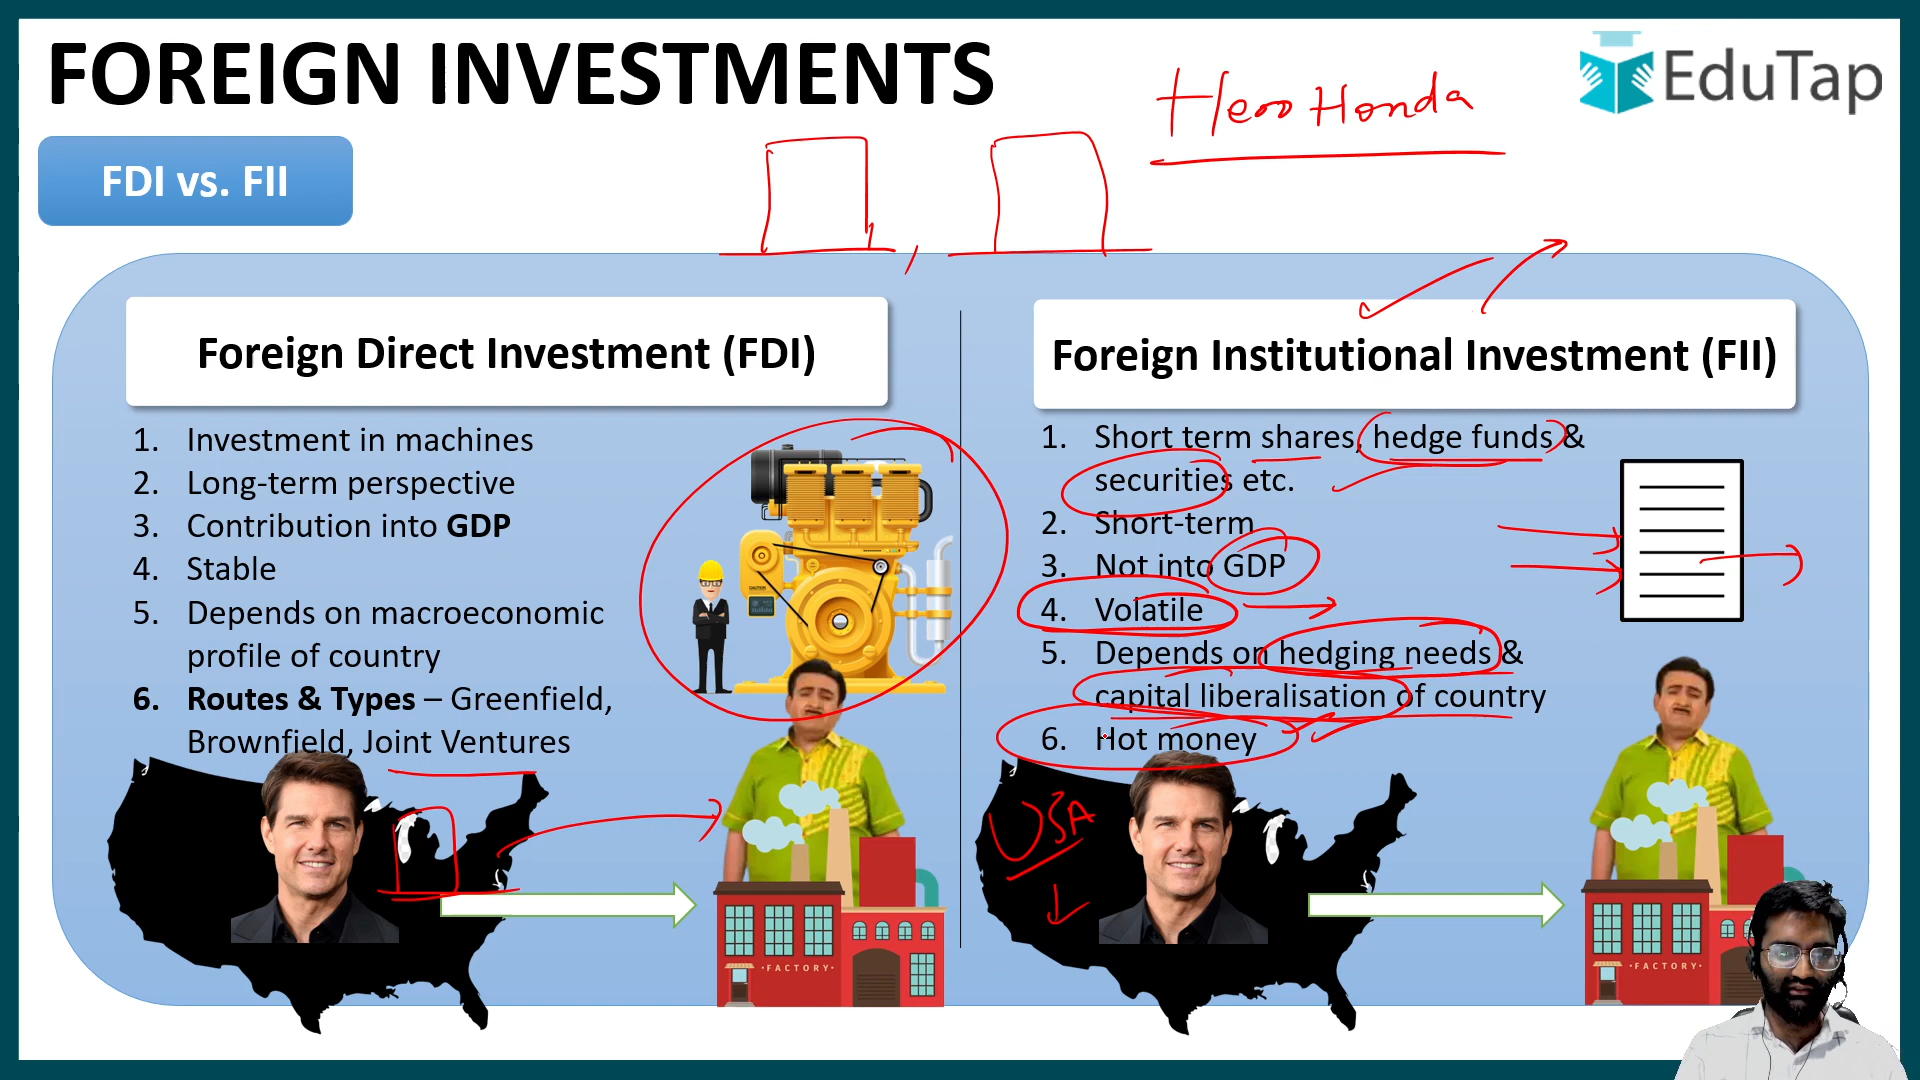 FOREIGN INVESTMENTS
Hero Honda
EduTap
FDI vs. FII
Foreign Direct Investment (FDI)
1. Investment in machines
2. Long-term perspective
3. Contribution into GDP
4. Stable
5. Depends on macroeconomic
profile of country
6. Routes & Types – Greenfield,
Brownfield, Joint Ventures
FACTORY
Foreign Institutional Investment (FII)
1. Short term shares, hedge funds &
securities etc.
2. Short-term
3. Not into GDP
4. Volatile
5. Depends on hedging needs &
capital liberalisation of country
6. Hot money
USA
FACTORY